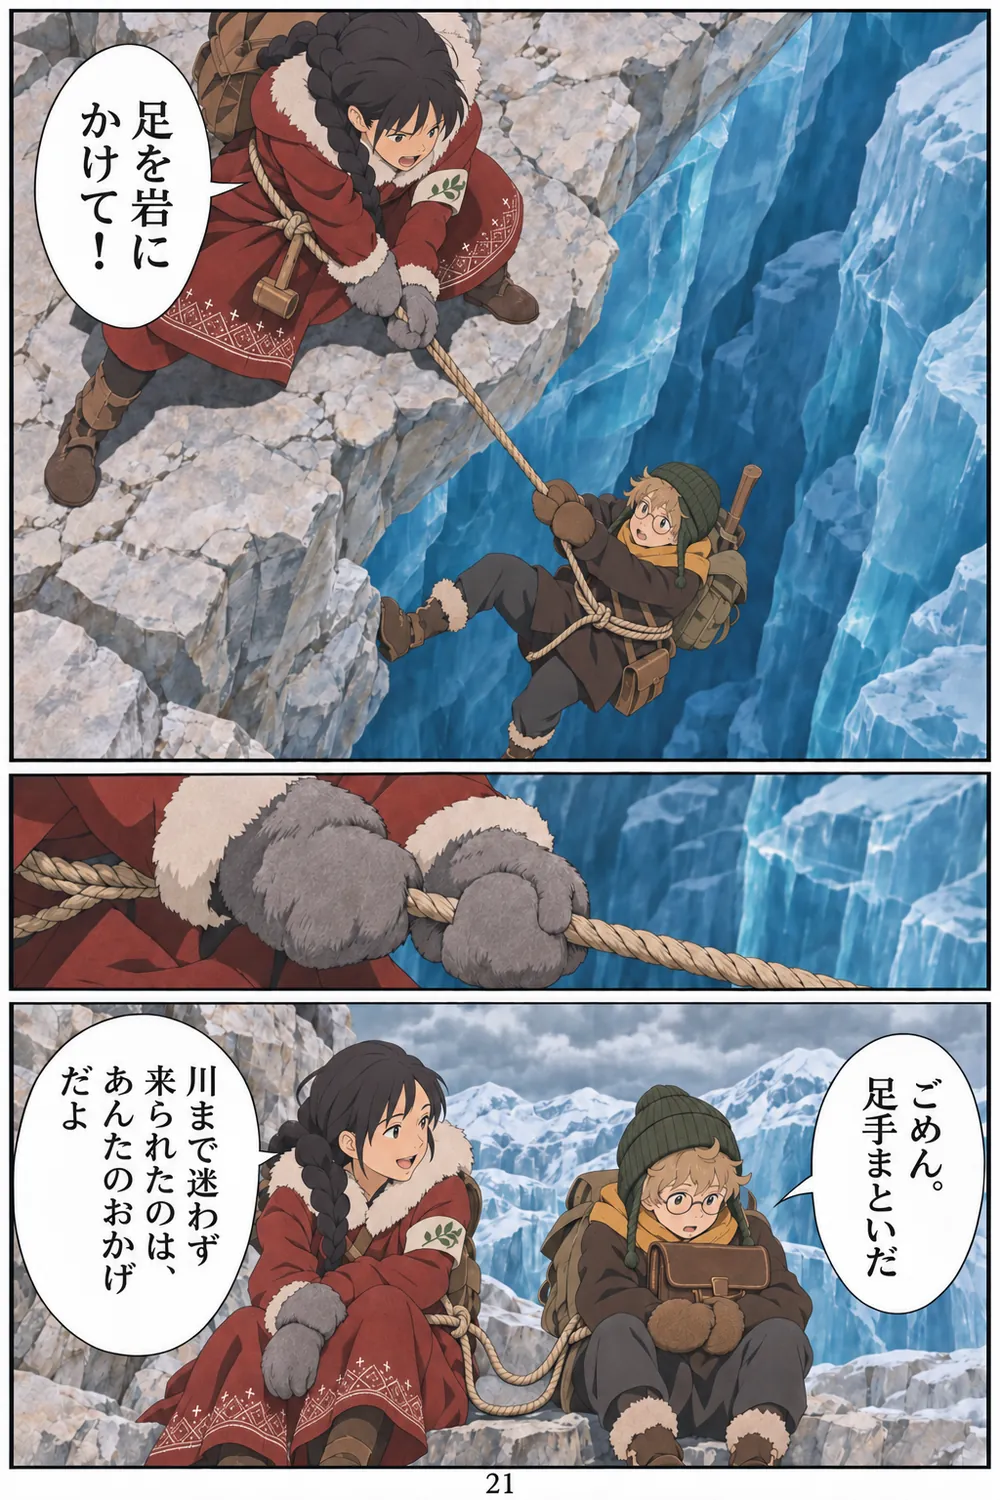 足を岩に
かけて！
ごめん。
足手まといだ
川まで迷わず
来られたのは、
あんたのおかげ
だよ
21